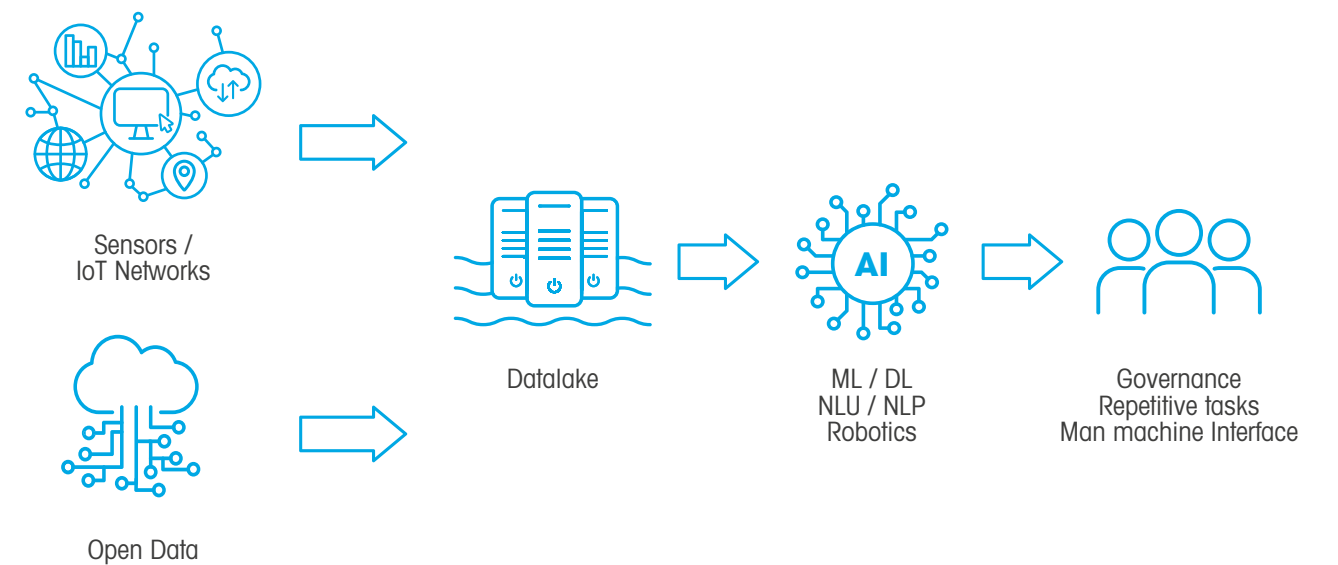 Sensors /
IoT Networks
Open Data
Datalake
AI
ML / DL
NLU / NLP
Robotics
Governance
Repetitive tasks
Man machine Interface